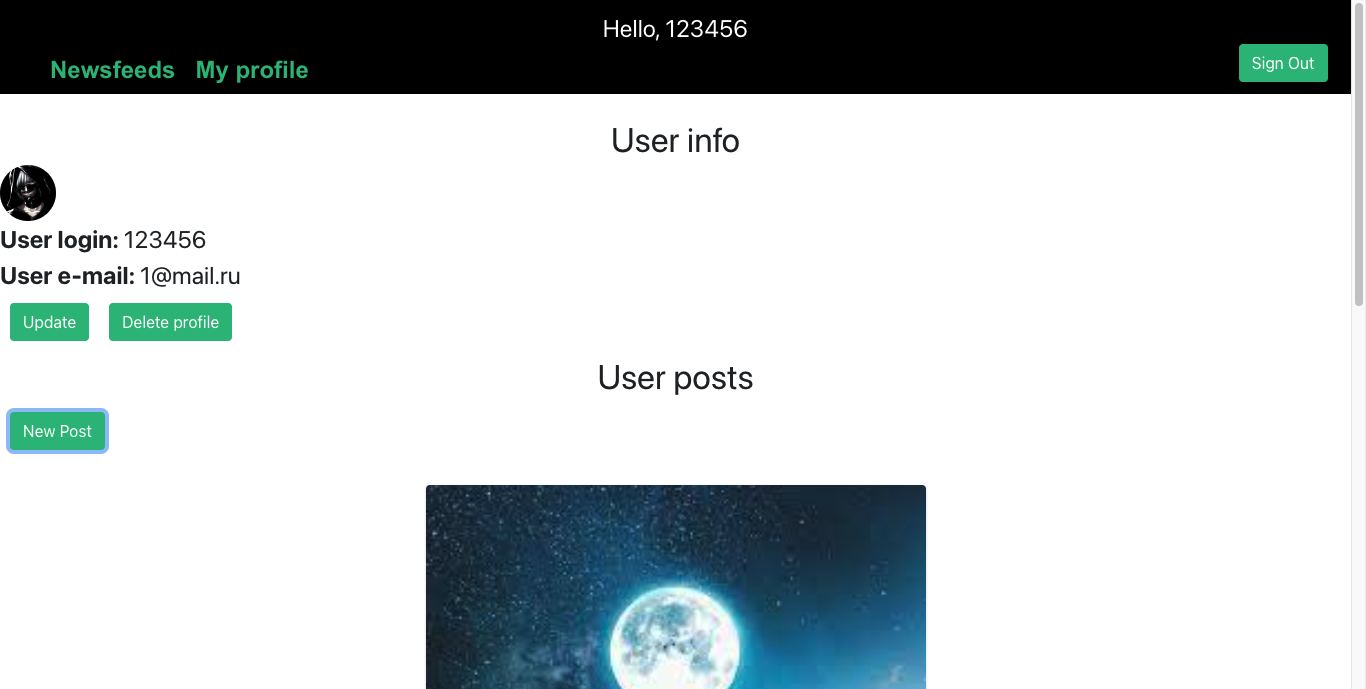 Hello, 123456
Newsfeeds My profile
Sign Out
User info
User login: 123456
User e-mail: 1@mail.ru
Update Delete profile
User posts
New Post